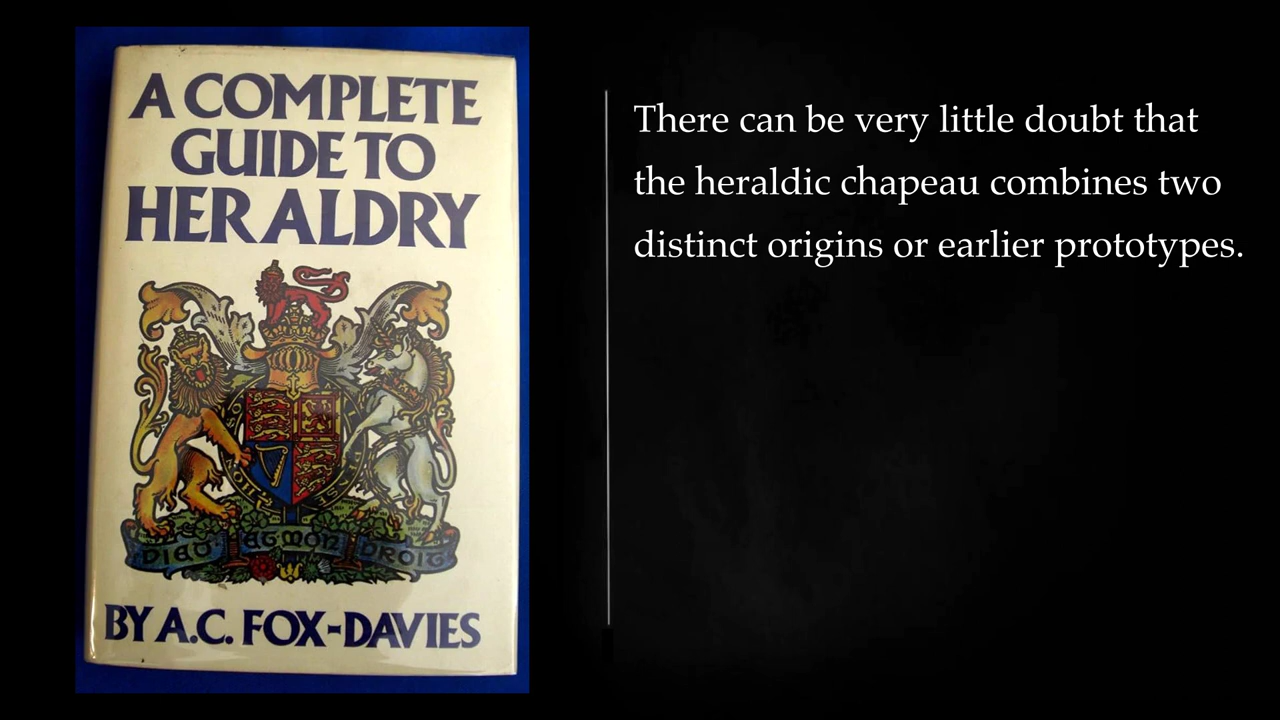 A COMPLETE
GUIDE TO
HERALDRY
DIEU ET MON DROIT
BY A.C. FOX-DAVIES
There can be very little doubt that
the heraldic chapeau combines two
distinct origins or earlier prototypes.